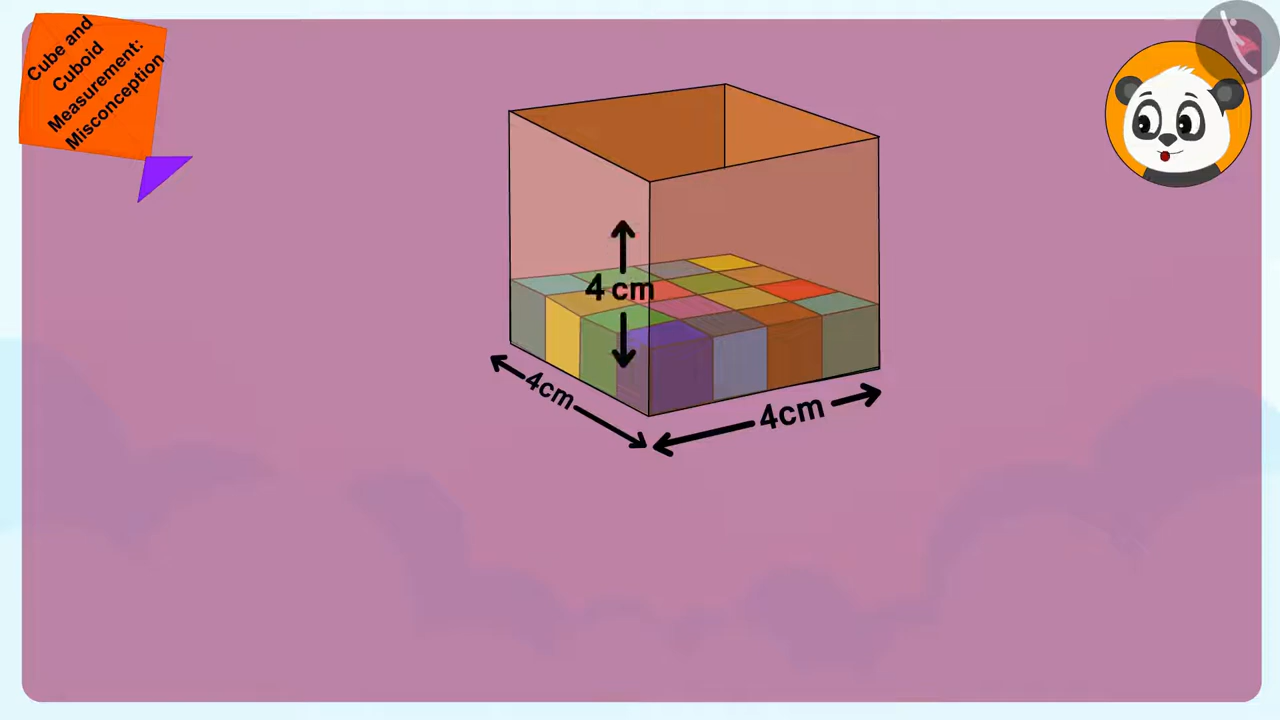 Cube and
Cuboid
Measurement:
Misconception
4 cm
4cm
4cm